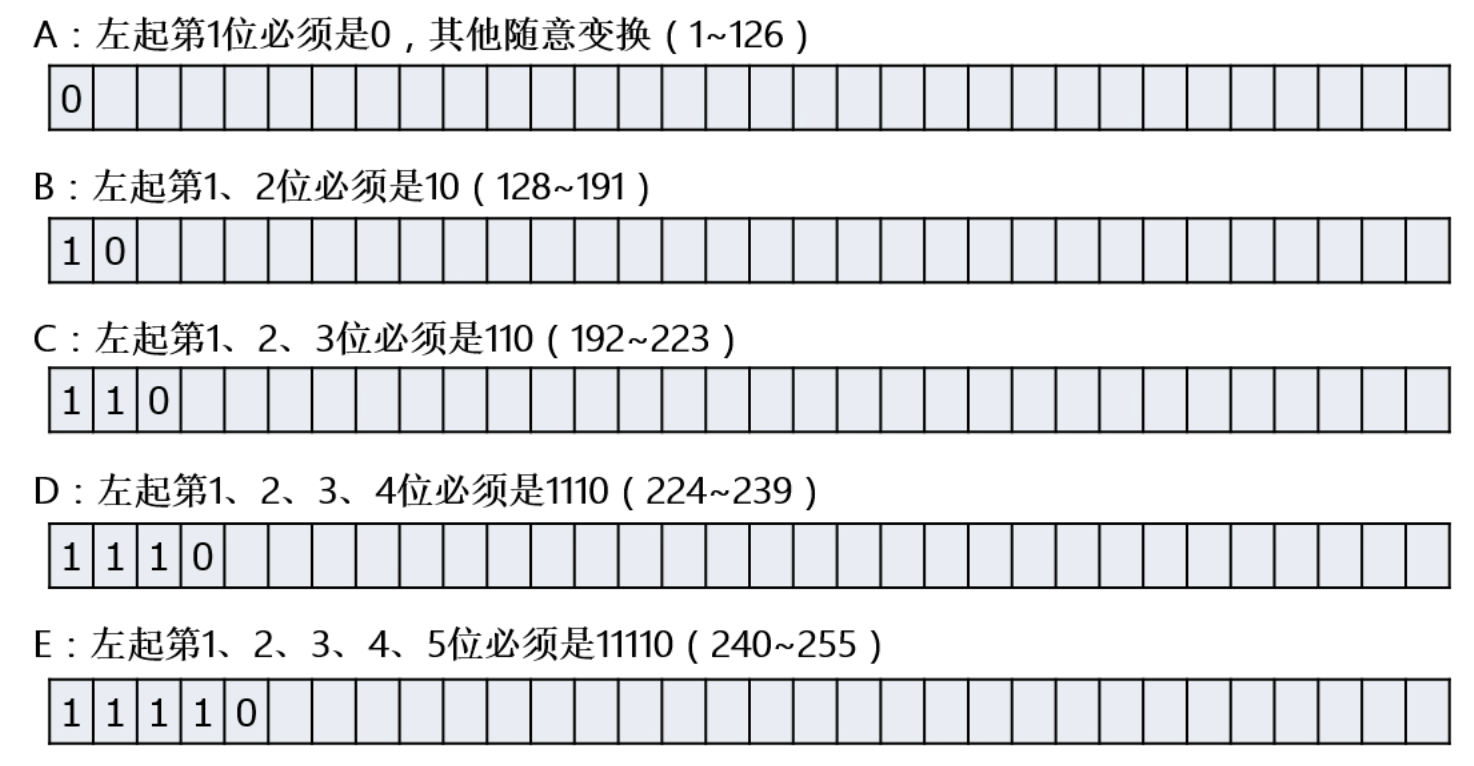 A：左起第1位必须是0，其他随意变换（1~126）
0
B：左起第1、2位必须是10（128~191）
1 0
C：左起第1、2、3位必须是110（192~223）
1 1 0
D：左起第1、2、3、4位必须是1110（224~239）
1 1 1 0
E：左起第1、2、3、4、5位必须是11110（240~255）
1 1 1 1 0